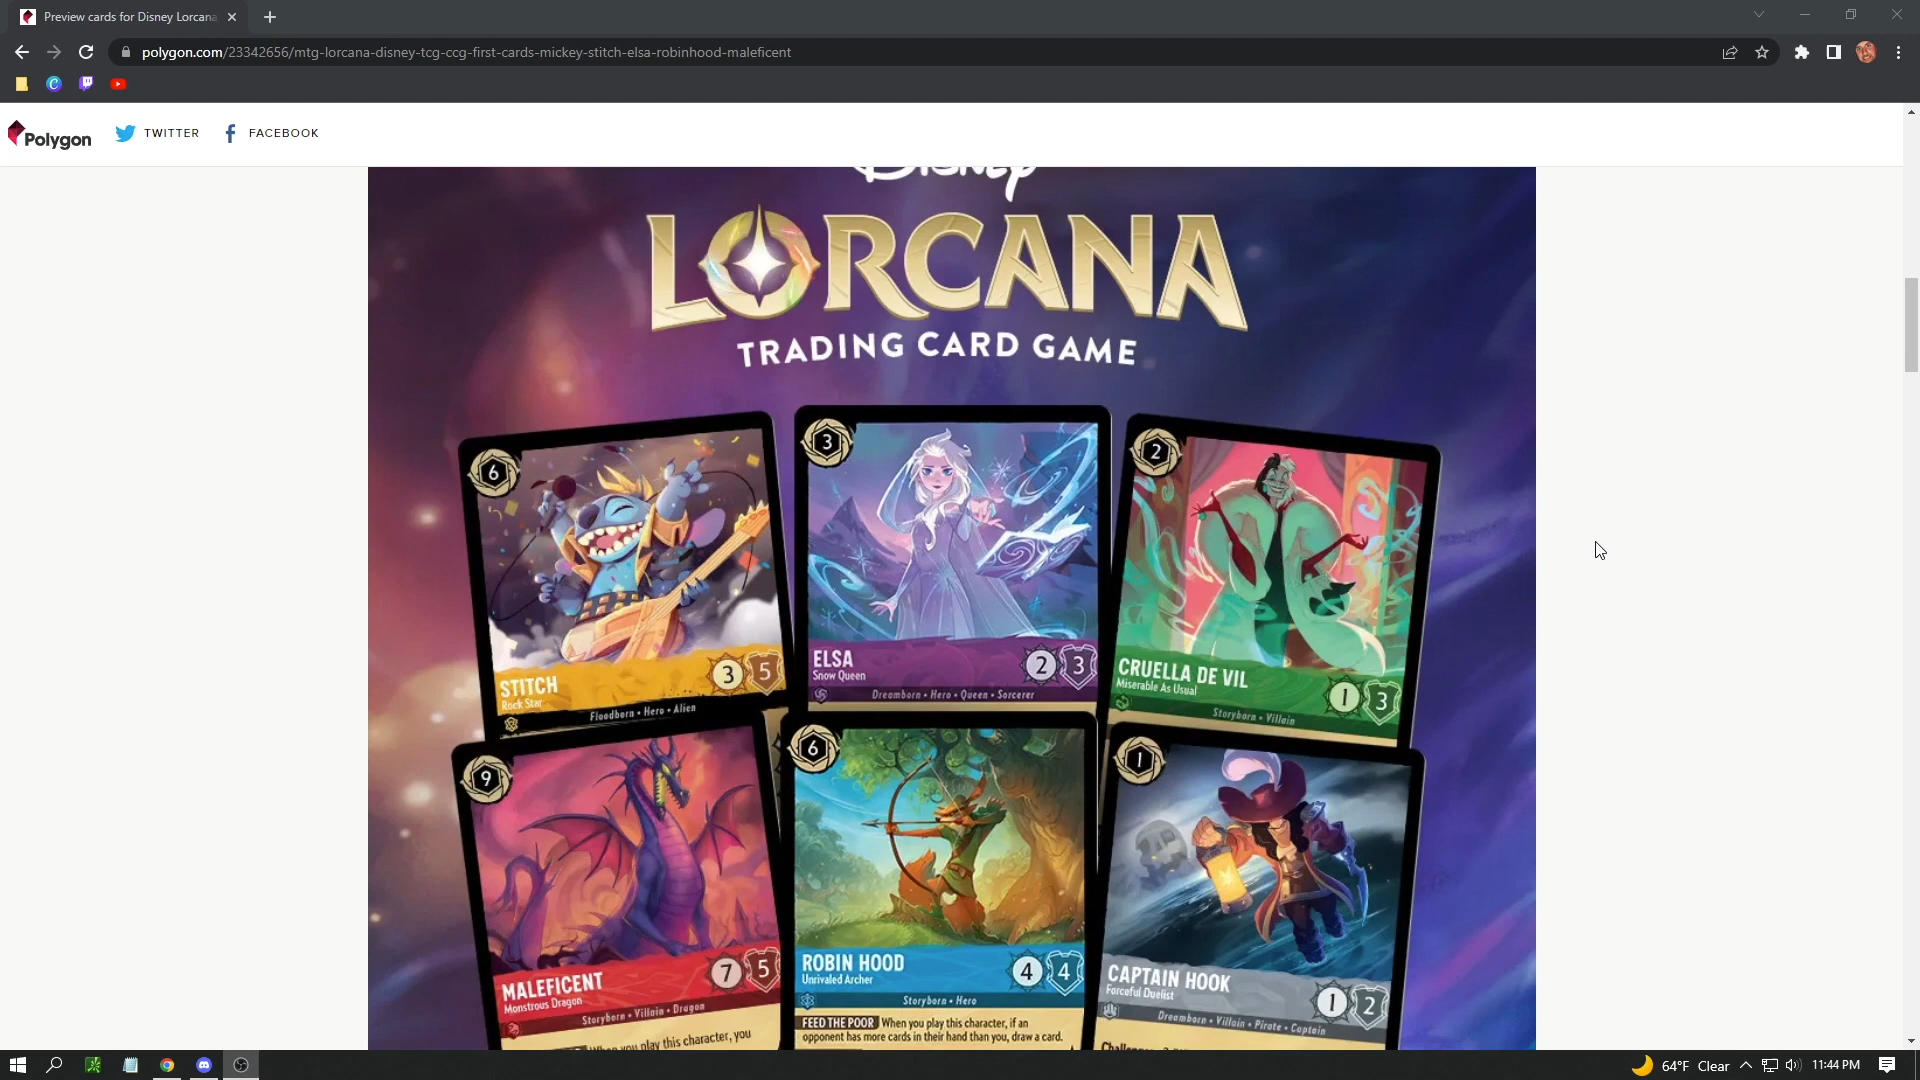 Preview cards for Disney Lorcana
polygon.com/23342656/mtg-lorcana-disney-tcg-ccg-first-cards-mickey-stitch-elsa-robinhood-maleficent
Polygon
TWITTER
FACEBOOK
Disney
LORCANA
TRADING CARD GAME
6
3
2
STITCH
Rock Star
3 5
Floodborn • Hero • Alien
ELSA
Snow Queen
2 3
Dreamborn • Hero • Queen • Sorcerer
CRUELLA DE VIL
Miserable As Usual
1 3
Storyborn • Villain
9
6
1
MALEFICENT
Monstrous Dragon
7 5
Storyborn • Villain • Dragon
When you play this character, you
ROBIN HOOD
Unrivaled Archer
4 4
Storyborn • Hero
FEED THE POOR When you play this character, if an
opponent has more cards in their hand than you, draw a card.
CAPTAIN HOOK
Forceful Duelist
1 2
Dreamborn • Villain • Pirate • Captain
64°F Clear
11:44 PM